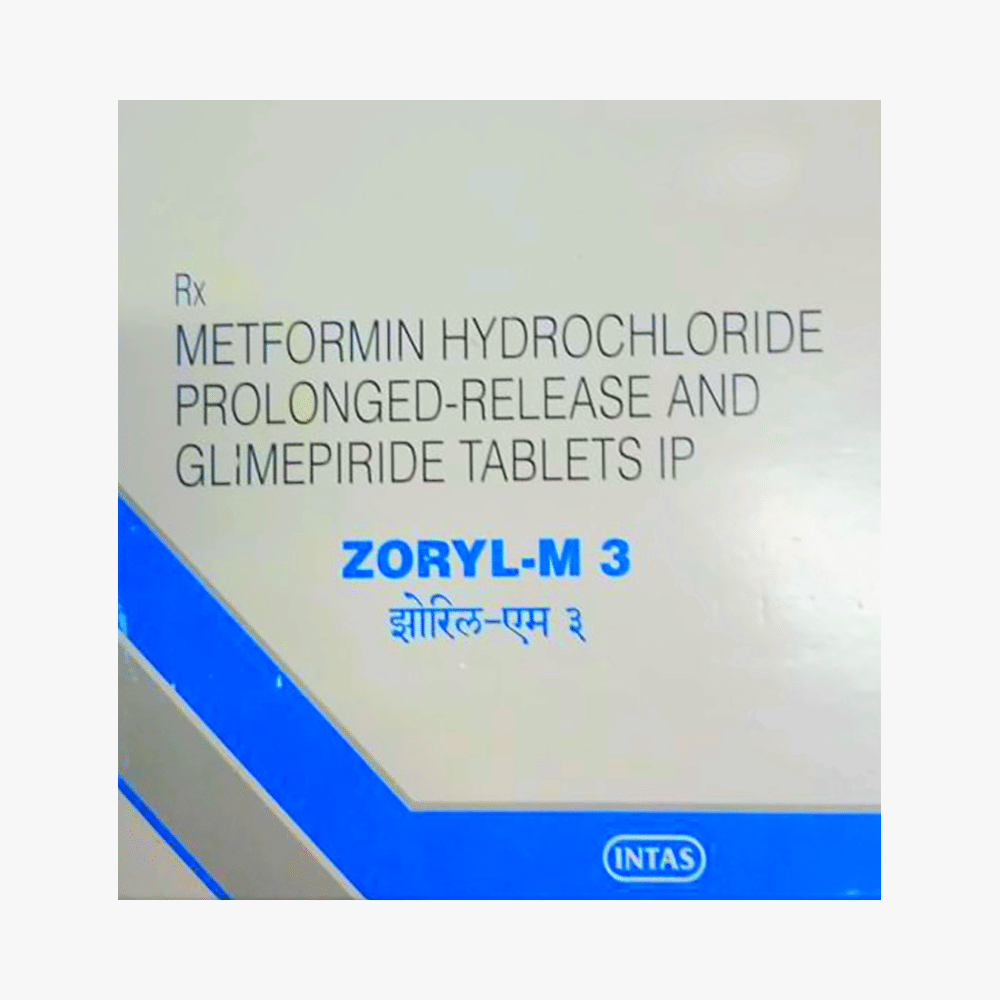 Rx
METFORMIN HYDROCHLORIDE
PROLONGED-RELEASE AND
GLIMEPIRIDE TABLETS IP
ZORYL-M 3
झोरिल-एम ३
INTAS